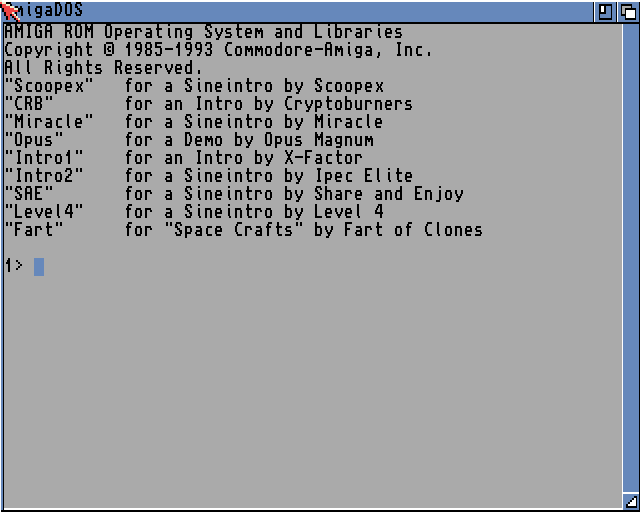 AmigaDOS
AMIGA ROM Operating System and Libraries
Copyright © 1985-1993 Commodore-Amiga, Inc.
All Rights Reserved.
"Scoopex" for a Sineintro by Scoopex
"CRB" for an Intro by Cryptoburners
"Miracle" for a Sineintro by Miracle
"Opus" for a Demo by Opus Magnum
"Intro1" for an Intro by X-Factor
"Intro2" for a Sineintro by Ipec Elite
"SAE" for a Sineintro by Share and Enjoy
"Level4" for a Sineintro by Level 4
"Fart" for "Space Crafts" by Fart of Clones
1>